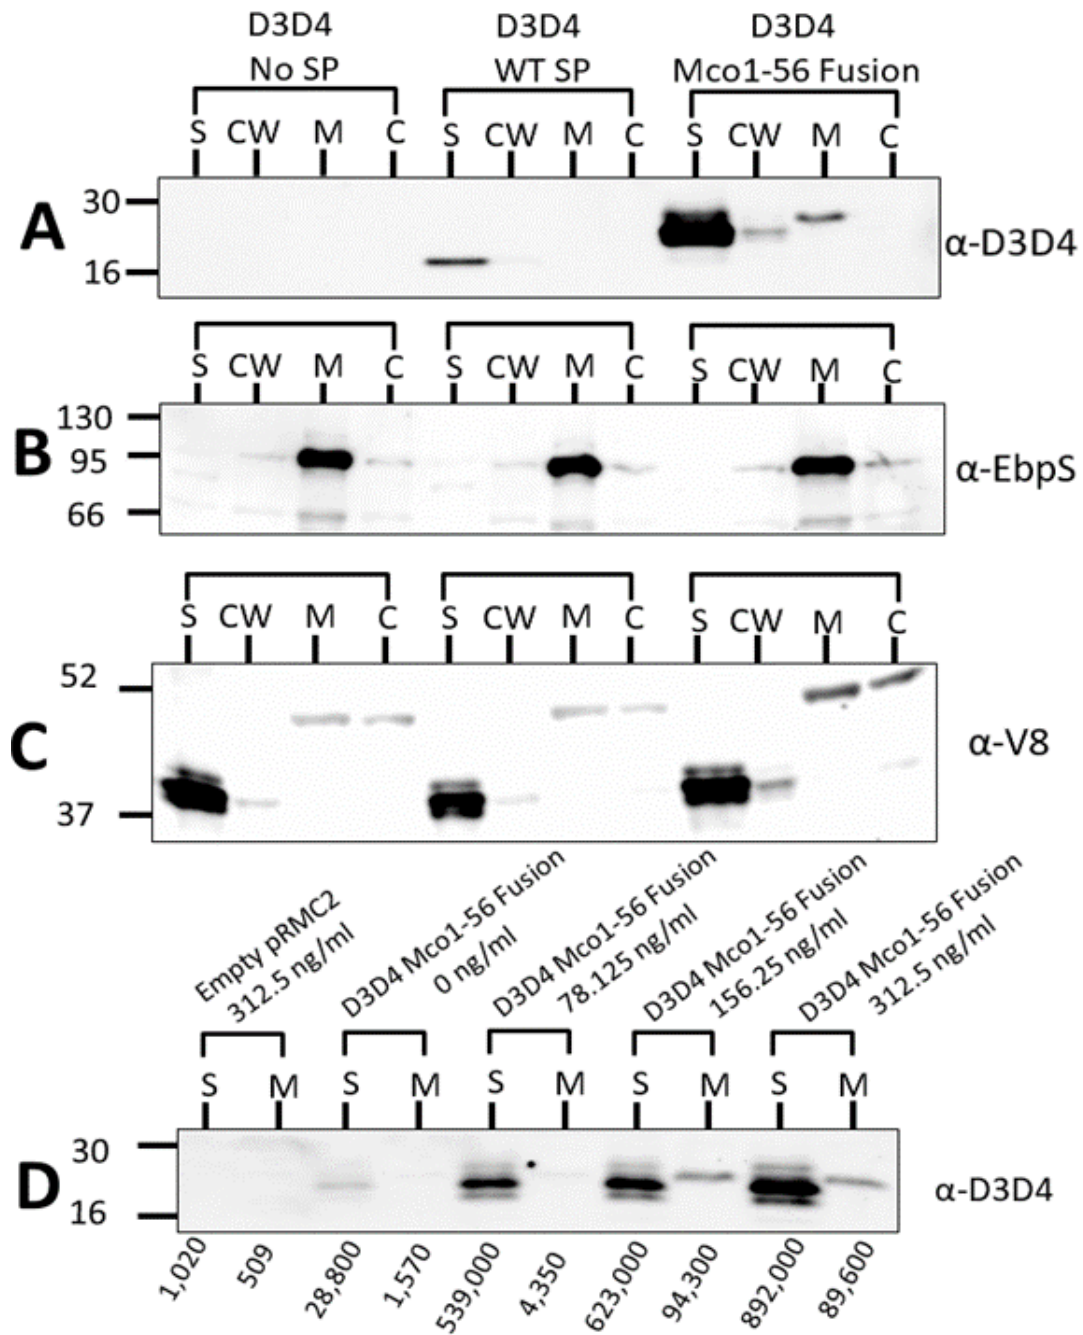 D3D4 D3D4 D3D4
No SP WT SP Mco1-56 Fusion
S CW M C S CW M C S CW M C
A
30
16
α-D3D4
S CW M C S CW M C S CW M C
B
130
95
66
α-EbpS
S CW M C S CW M C S CW M C
C
52
37
α-V8
Empty pRMC2
312.5 ng/ml
D3D4 Mco1-56 Fusion
0 ng/ml
D3D4 Mco1-56 Fusion
78.125 ng/ml
D3D4 Mco1-56 Fusion
156.25 ng/ml
D3D4 Mco1-56 Fusion
312.5 ng/ml
S M S M S M S M S M
D
30
16
α-D3D4
1,020
509
28,800
1,570
539,000
4,350
623,000
94,300
892,000
89,600